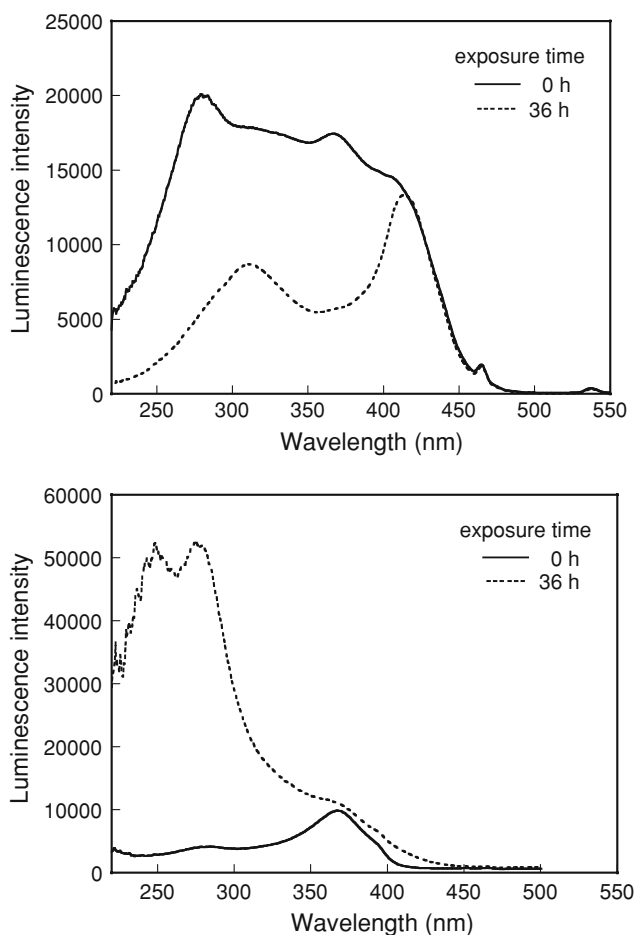 25000
20000
15000
10000
5000
0
Luminescence intensity
exposure time
0 h
36 h
250 300 350 400 450 500 550
Wavelength (nm)
60000
50000
40000
30000
20000
10000
0
Luminescence intensity
exposure time
0 h
36 h
250 300 350 400 450 500 550
Wavelength (nm)